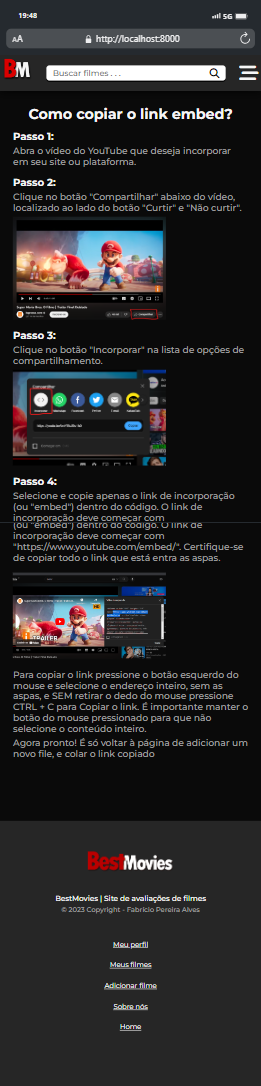 19:48
5G
AA
http://localhost:8000
BM
Buscar filmes . . .
Como copiar o link embed?
Passo 1:
Abra o vídeo do YouTube que deseja incorporar
em seu site ou plataforma.
Passo 2:
Clique no botão "Compartilhar" abaixo do vídeo,
localizado ao lado do botão "Curtir" e "Não curtir".
Passo 3:
Clique no botão "Incorporar" na lista de opções de
compartilhamento.
Compartilhar
Passo 4:
Selecione e copie apenas o link de incorporação
(ou "embed") dentro do código. O link de
incorporação deve começar com
(ou "embed") dentro do código. O link de
incorporação deve começar com
"https://www.youtube.com/embed/". Certifique-se
de copiar todo o link que está entra as aspas.
TRAILER
Para copiar o link pressione o botão esquerdo do
mouse e selecione o endereço inteiro, sem as
aspas, e SEM retirar o dedo do mouse pressione
CTRL + C para Copiar o link. É importante manter o
botão do mouse pressionado para que não
selecione o conteúdo inteiro.
Agora pronto! É só voltar à página de adicionar um
novo file, e colar o link copiado
BestMovies
BestMovies | Site de avaliações de filmes
© 2023 Copyright - Fabrício Pereira Alves
Meu perfil
Meus filmes
Adicionar filme
Sobre nós
Home